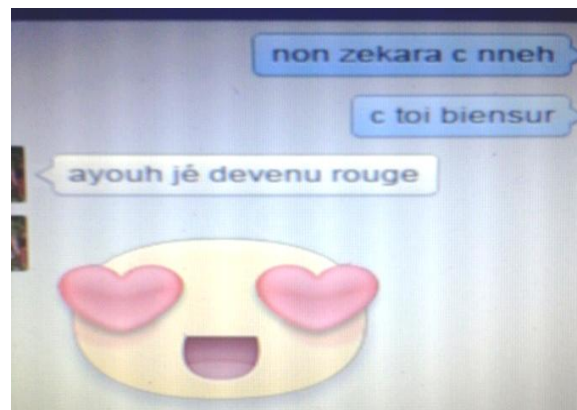 non zekara c nneh
c toi biensur
ayouh jé devenu rouge